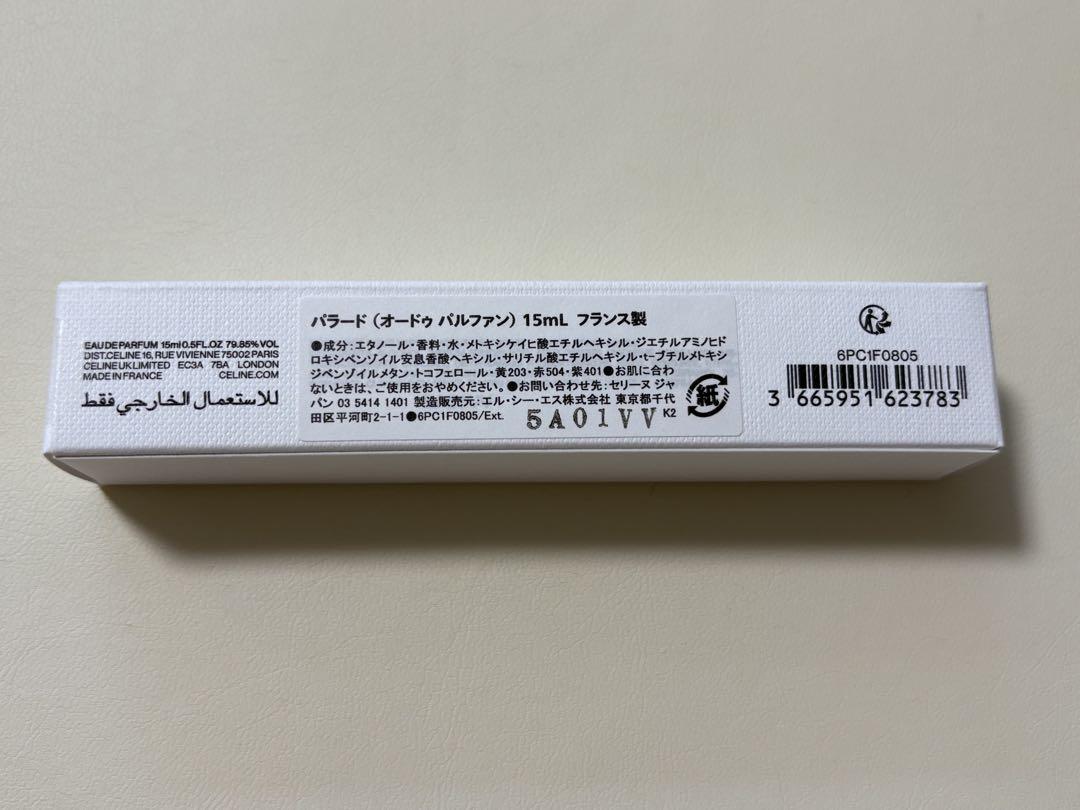 EAU DE PARFUM 15ml 0.5FL.OZ 79.85% VOL
DIST.CELINE 16, RUE VIVIENNE 75002 PARIS
CELINE UK LIMITED EC3A 7BA LONDON
MADE IN FRANCE CELINE.COM
للاستعمال الخارجي فقط
パラード（オードゥ パルファン）15mL フランス製
●成分：エタノール・香料・水・メトキシケイヒ酸エチルヘキシル・ジエチルアミノヒド
ロキシベンゾイル安息香酸ヘキシル・サリチル酸エチルヘキシル・t-ブチルメトキシ
ジベンゾイルメタン・トコフェロール・黄203・赤504・紫401●お肌に合わ
ないときは、ご使用をおやめください。●お問い合わせ先：セリーヌ ジャ
パン 03 5414 1401 製造販売元：エル・シー・エス株式会社 東京都千代
田区平河町2-1-1●6PC1F0805/Ext.
5A01VV
K2
紙
6PC1F0805
3 665951 623783